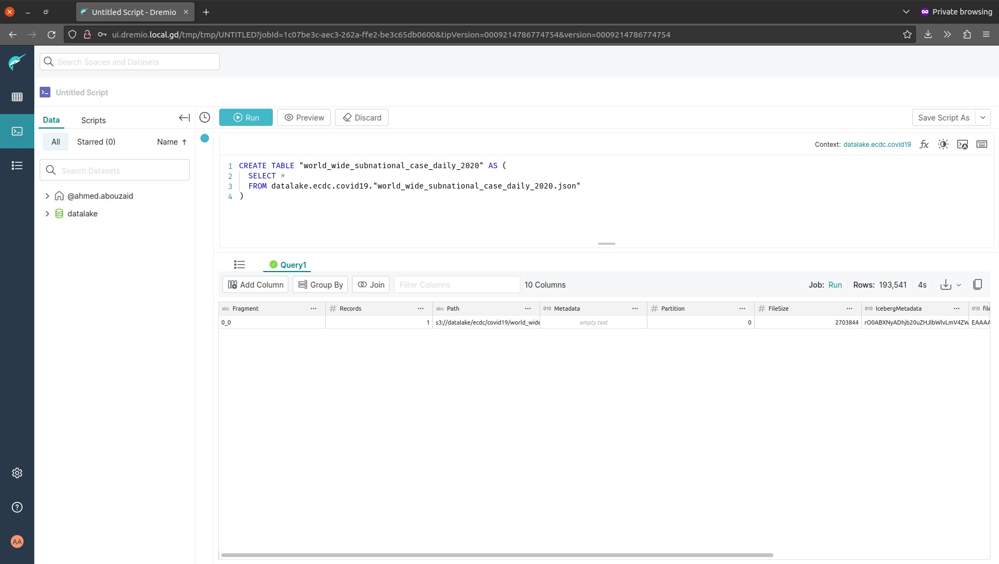 Untitled Script - Dremio
Private browsing
ui.dremio.local.gd/tmp/tmp/UNTITLED?jobId=1c07be3c-aec3-262a-ffe2-be3c65db0600&tipVersion=0009214786774754&version=0009214786774754
Search Spaces and Datasets
Untitled Script
Data Scripts
Run Preview Discard Save Script As
All Starred (0) Name
Context: datalake.ecdc.covid19
Search Datasets
@ahmed.abouzaid
datalake
1 CREATE TABLE "world_wide_subnational_case_daily_2020" AS (
2 SELECT *
3 FROM datalake.ecdc.covid19."world_wide_subnational_case_daily_2020.json"
4 )
Query1
Add Column Group By Join Filter Columns 10 Columns Job: Run Rows: 193,541 4s
abc Fragment ... # Records ... abc Path ... 010 Metadata ... # Partition ... # FileSize ... 010 IcebergMetadata ... 010 file
0_0 1 s3://datalake/ecdc/covid19/world_wide empty text 0 2703844 rO0ABXNyADhjb20uZHJlbWlvLmV4ZW EAAAA
AA